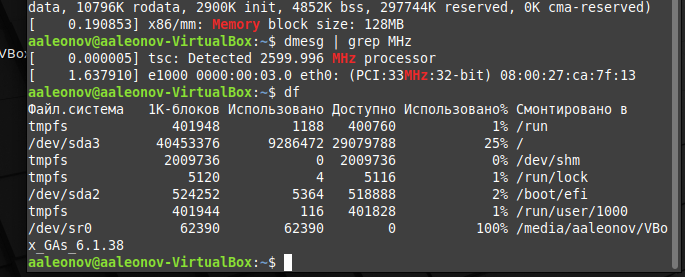 data, 10796K rodata, 2900K init, 4852K bss, 297744K reserved, 0K cma-reserved)
[    0.190853] x86/mm: Memory block size: 128MB
aaleonov@aaleonov-VirtualBox:~$ dmesg | grep MHz
[    0.000005] tsc: Detected 2599.996 MHz processor
[    1.637910] e1000 0000:00:03.0 eth0: (PCI:33MHz:32-bit) 08:00:27:ca:7f:13
VBox
aaleonov@aaleonov-VirtualBox:~$ df
Файл.система   1K-блоков Использовано Доступно Использовано% Cмонтировано в
tmpfs             401948         1188   400760            1% /run
/dev/sda3       40453376      9286472 29079788           25% /
tmpfs            2009736            0  2009736            0% /dev/shm
tmpfs               5120            4     5116            1% /run/lock
/dev/sda2         524252         5364   518888            2% /boot/efi
tmpfs             401944          116   401828            1% /run/user/1000
/dev/sr0           62390        62390        0          100% /media/aaleonov/VBo
x_GAs_6.1.38
aaleonov@aaleonov-VirtualBox:~$